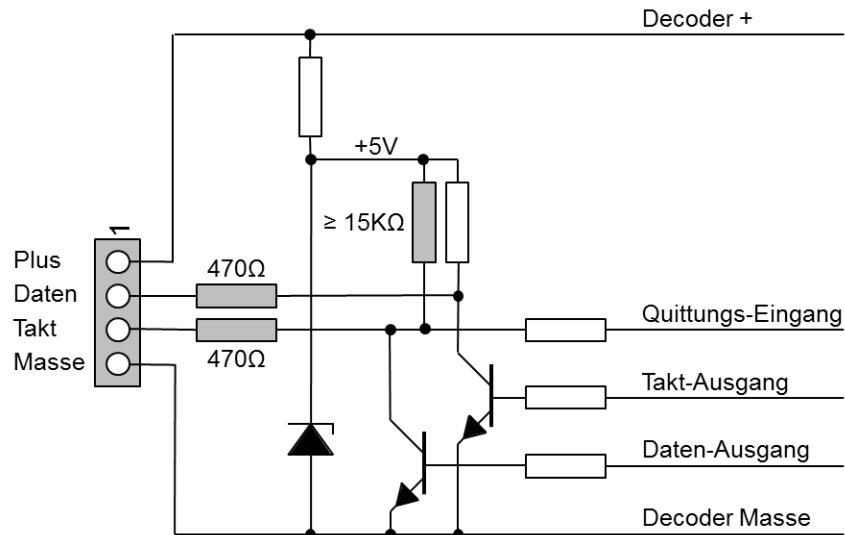 Decoder +
+5V
≥ 15KΩ
1
Plus
470Ω
Daten
Takt
Quittungs-Eingang
Masse
470Ω
Takt-Ausgang
Daten-Ausgang
Decoder Masse